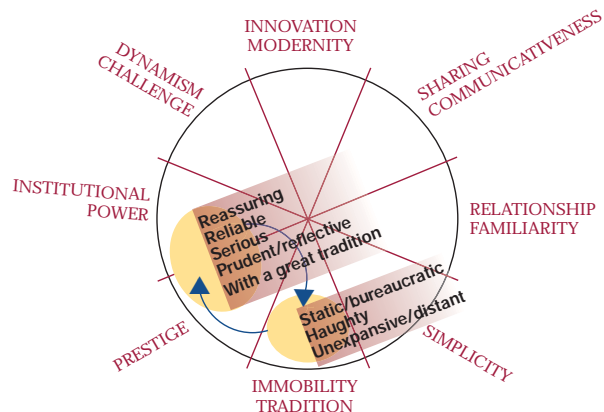 INNOVATION
MODERNITY
DYNAMISM
CHALLENGE
SHARING
COMMUNICATIVENESS
INSTITUTIONAL
POWER
Reassuring
Reliable
Serious
Prudent/reflective
With a great tradition
RELATIONSHIP
FAMILIARITY
Static/bureaucratic
Haughty
Unexpansive/distant
PRESTIGE
SIMPLICITY
IMMOBILITY
TRADITION